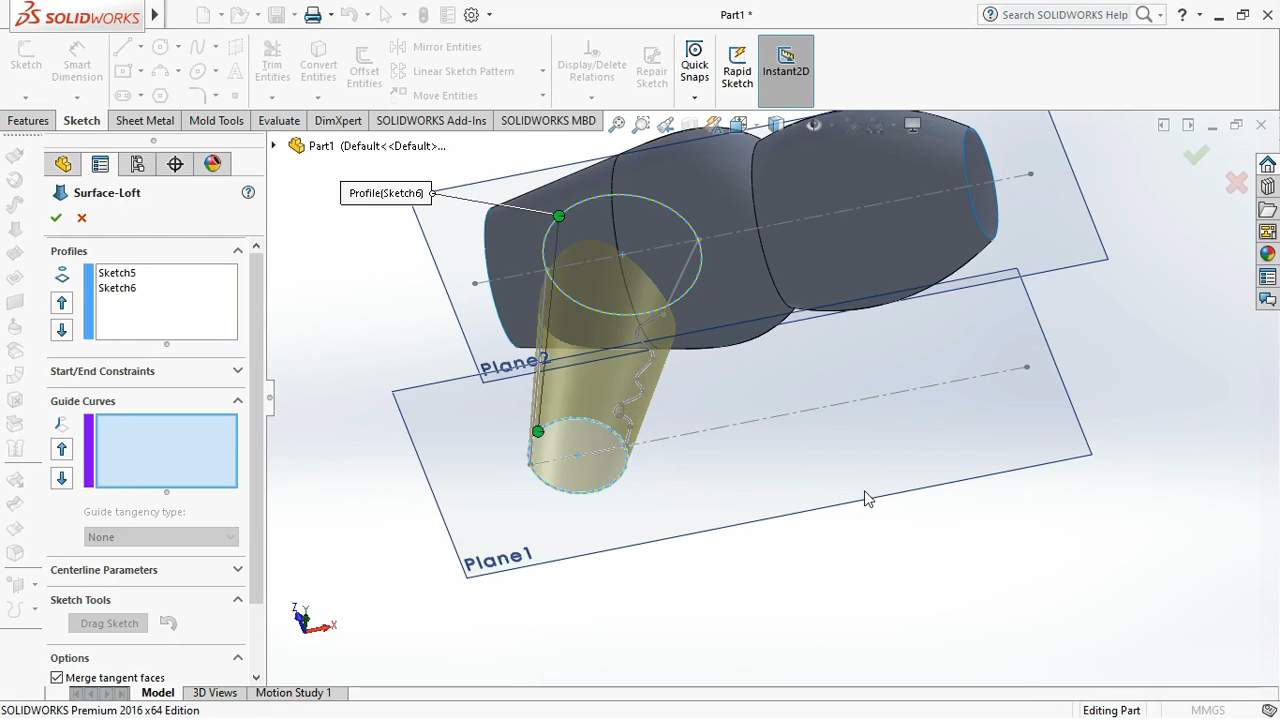 SOLIDWORKS
Part1 *
Search SOLIDWORKS Help
?
Sketch
Smart Dimension
Trim Entities
Convert Entities
Offset Entities
Mirror Entities
Linear Sketch Pattern
Move Entities
Display/Delete Relations
Repair Sketch
Quick Snaps
Rapid Sketch
Instant2D
Features
Sketch
Sheet Metal
Mold Tools
Evaluate
DimXpert
SOLIDWORKS Add-Ins
SOLIDWORKS MBD
Part1 (Default<<Default>...
Surface-Loft
Profiles
Sketch5
Sketch6
Start/End Constraints
Guide Curves
Guide tangency type:
None
Centerline Parameters
Sketch Tools
Drag Sketch
Options
Merge tangent faces
Profile(Sketch6)
Plane2
Plane1
Z
Y
X
Model
3D Views
Motion Study 1
SOLIDWORKS Premium 2016 x64 Edition
Editing Part
MMGS